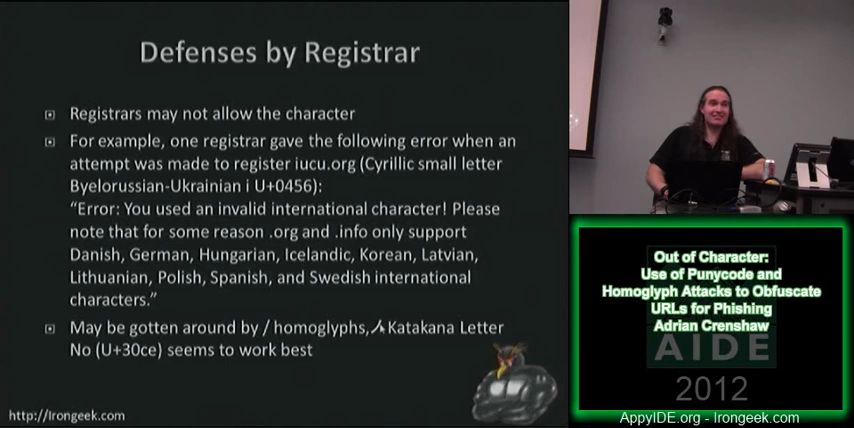 Defenses by Registrar
Registrars may not allow the character
For example, one registrar gave the following error when an
attempt was made to register iucu.org (Cyrillic small letter
Byelorussian-Ukrainian i U+0456):
“Error: You used an invalid international character! Please
note that for some reason .org and .info only support
Danish, German, Hungarian, Icelandic, Korean, Latvian,
Lithuanian, Polish, Spanish, and Swedish international
characters.”
May be gotten around by / homoglyphs, ノ Katakana Letter
No (U+30ce) seems to work best
http://Irongeek.com
Out of Character:
Use of Punycode and
Homoglyph Attacks to Obfuscate
URLs for Phishing
Adrian Crenshaw
AIDE
2012
AppyIDE.org - Irongeek.com